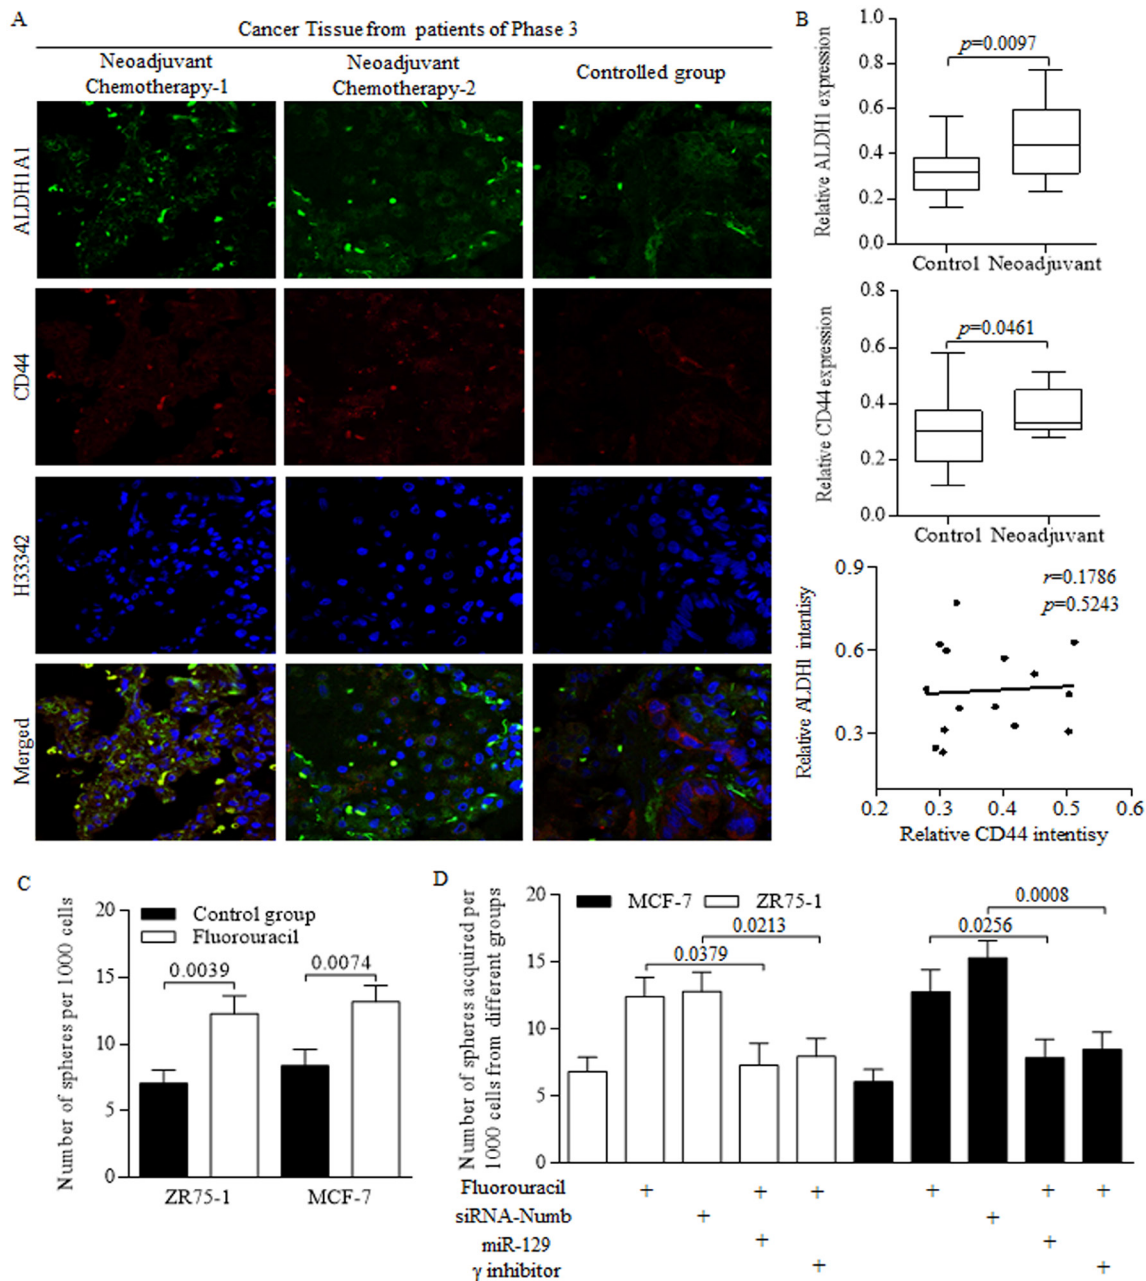 A
Cancer Tissue from patients of Phase 3
Neoadjuvant
Chemotherapy-1
Neoadjuvant
Chemotherapy-2
Controlled group
ALDH1A1
CD44
H33342
Merged
B
Relative ALDH1 expression
1.0
0.8
0.6
0.4
0.2
0.0
p=0.0097
Control Neoadjuvant
Relative CD44 expression
0.8
0.6
0.4
0.2
0.0
p=0.0461
Control Neoadjuvant
Relative ALDH1 intentisy
0.9
0.6
0.3
r=0.1786
p=0.5243
0.2 0.3 0.4 0.5 0.6
Relative CD44 intentisy
C
Number of spheres per 1000 cells
20
15
10
5
0
Control group
Fluorouracil
0.0039
0.0074
ZR75-1 MCF-7
D
Number of spheres acquired per
1000 cells from different groups
20
15
10
5
0
MCF-7 ZR75-1
0.0379
0.0213
0.0256
0.0008
Fluorouracil + + + + + +
siRNA-Numb + +
miR-129 + +
γ inhibitor + +